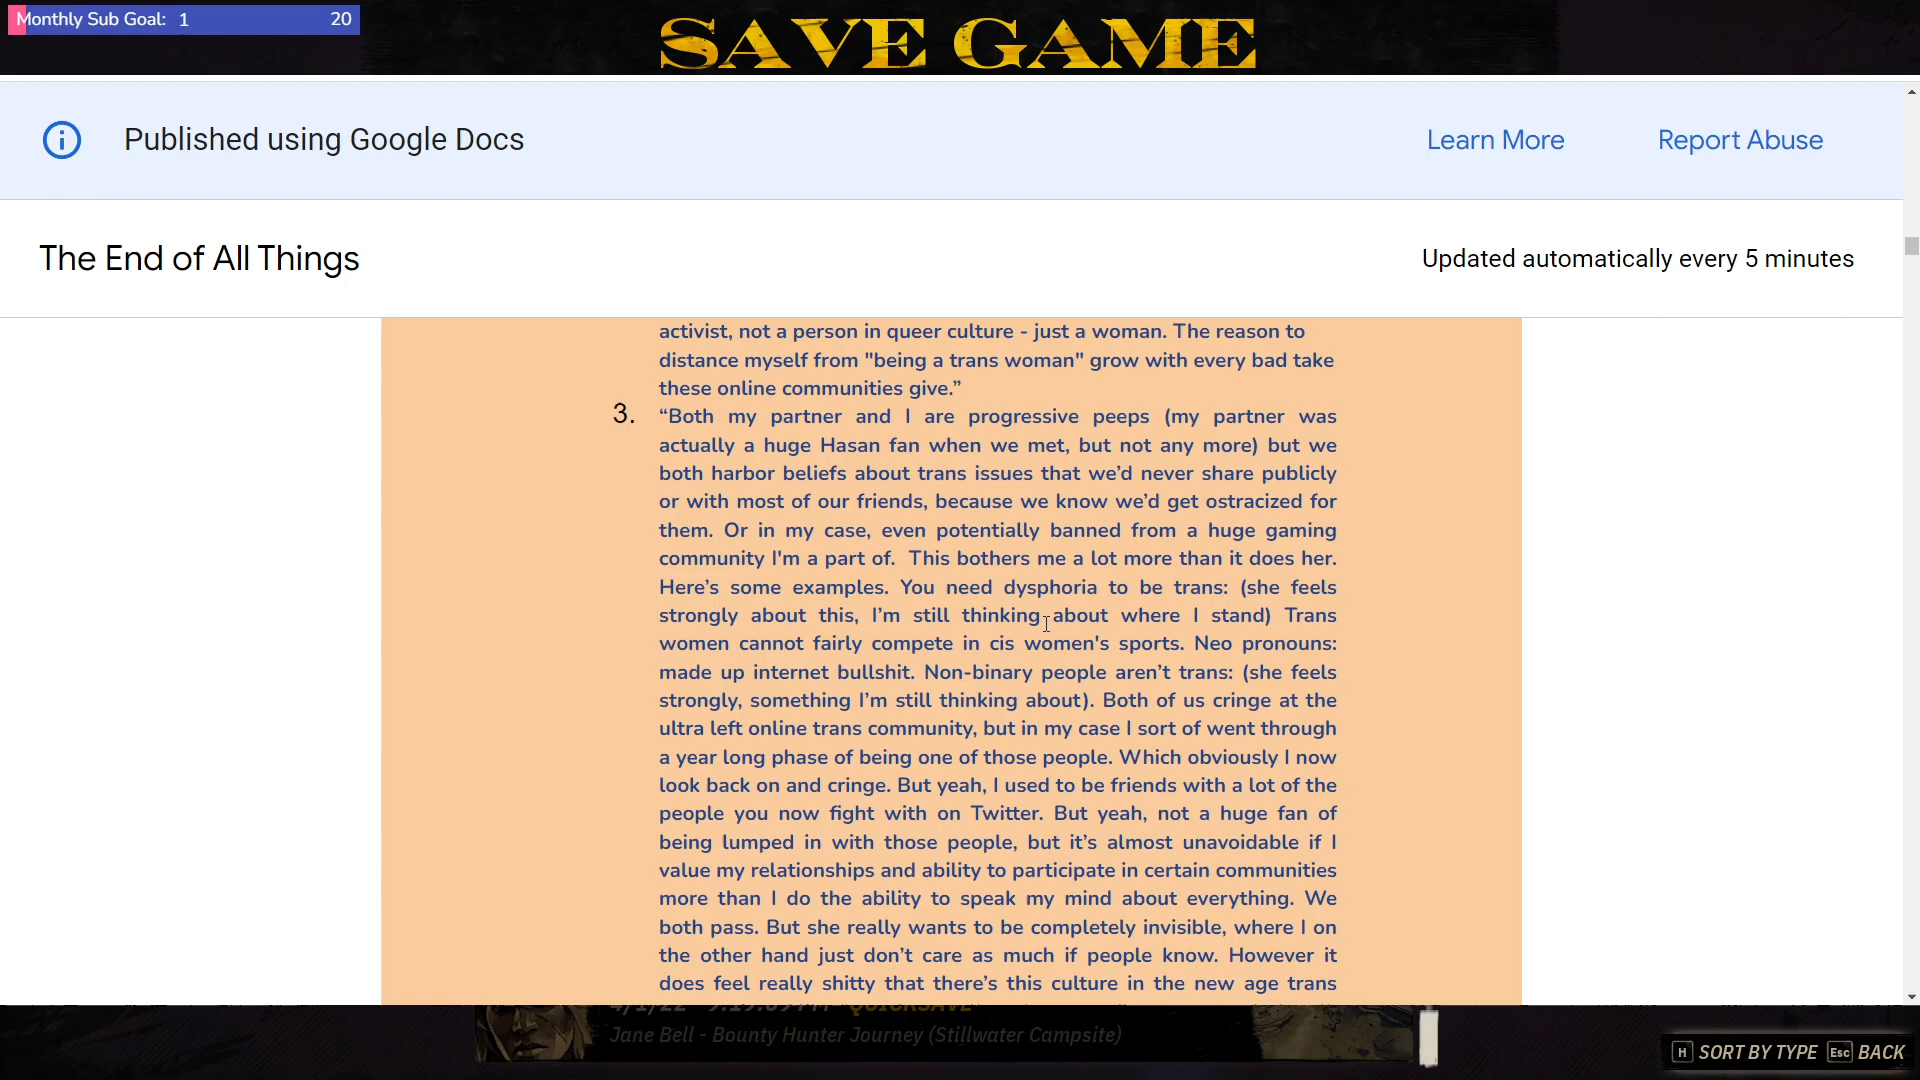 Monthly Sub Goal: 1 20
SAVE GAME
Published using Google Docs
Learn More
Report Abuse
The End of All Things
Updated automatically every 5 minutes
activist, not a person in queer culture - just a woman. The reason to
distance myself from "being a trans woman" grow with every bad take
these online communities give.”
3. “Both my partner and I are progressive peeps (my partner was
actually a huge Hasan fan when we met, but not any more) but we
both harbor beliefs about trans issues that we’d never share publicly
or with most of our friends, because we know we’d get ostracized for
them. Or in my case, even potentially banned from a huge gaming
community I'm a part of. This bothers me a lot more than it does her.
Here’s some examples. You need dysphoria to be trans: (she feels
strongly about this, I’m still thinking about where I stand) Trans
women cannot fairly compete in cis women's sports. Neo pronouns:
made up internet bullshit. Non-binary people aren’t trans: (she feels
strongly, something I’m still thinking about). Both of us cringe at the
ultra left online trans community, but in my case I sort of went through
a year long phase of being one of those people. Which obviously I now
look back on and cringe. But yeah, I used to be friends with a lot of the
people you now fight with on Twitter. But yeah, not a huge fan of
being lumped in with those people, but it’s almost unavoidable if I
value my relationships and ability to participate in certain communities
more than I do the ability to speak my mind about everything. We
both pass. But she really wants to be completely invisible, where I on
the other hand just don’t care as much if people know. However it
does feel really shitty that there’s this culture in the new age trans
QUICKSAVE
Jane Bell - Bounty Hunter Journey (Stillwater Campsite)
H SORT BY TYPE Esc BACK